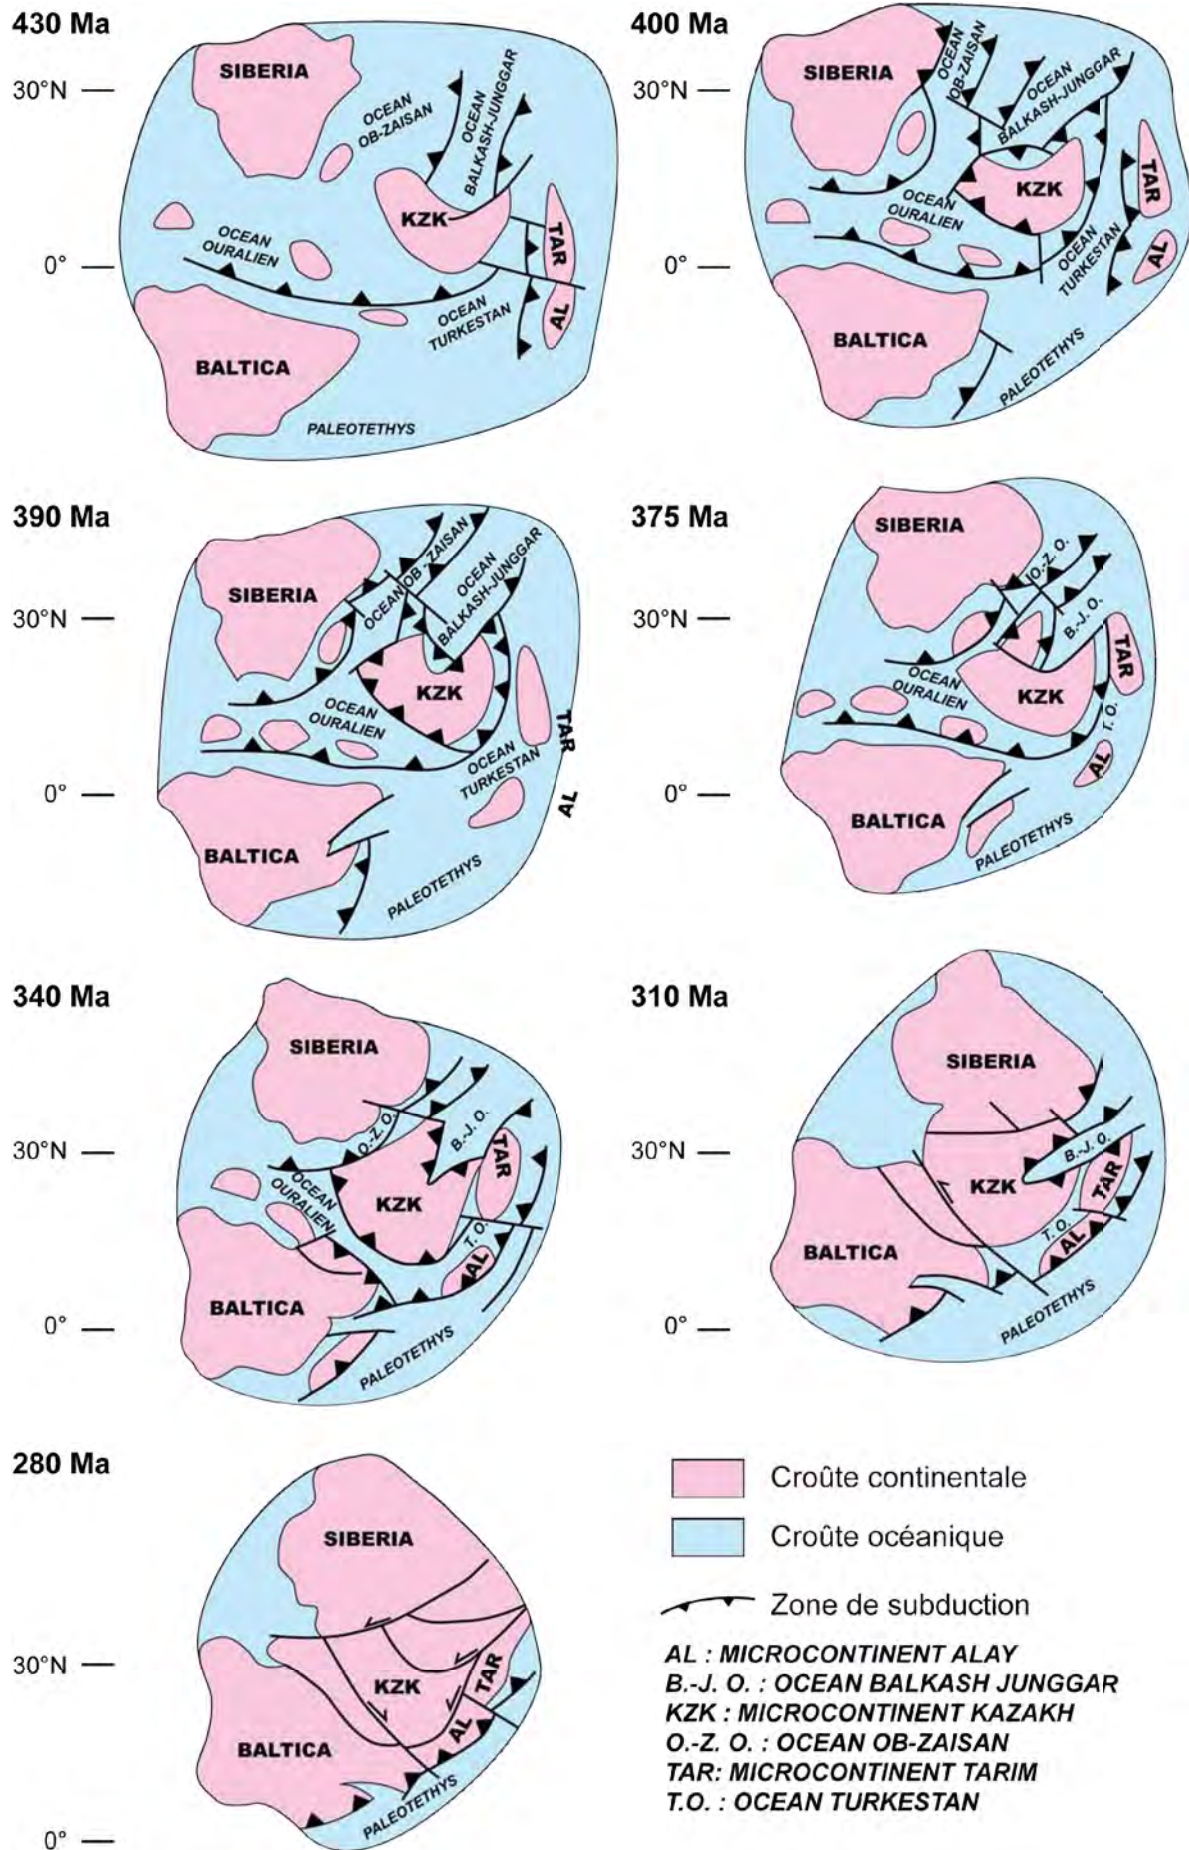 430 Ma
30°N
0°
SIBERIA
OCEAN
OB-ZAISAN
OCEAN
BALKASH-JUNGGAR
KZK
TAR
AL
OCEAN
OURALIEN
OCEAN
TURKESTAN
BALTICA
PALEOTETHYS
400 Ma
30°N
0°
SIBERIA
OCEAN
OB-ZAISAN
OCEAN
BALKASH-JUNGGAR
KZK
TAR
AL
OCEAN
OURALIEN
OCEAN
TURKESTAN
BALTICA
PALEOTETHYS
390 Ma
30°N
0°
SIBERIA
OCEAN OB-ZAISAN
OCEAN
BALKASH-JUNGGAR
KZK
OCEAN
OURALIEN
TAR
OCEAN
TURKESTAN
AL
BALTICA
PALEOTETHYS
375 Ma
SIBERIA
O.-Z. O.
B.-J. O.
TAR
OCEAN
OURALIEN
KZK
T. O.
AL
BALTICA
PALEOTETHYS
30°N
0°
340 Ma
30°N
0°
SIBERIA
O.-Z. O.
B.-J. O.
TAR
OCEAN
OURALIEN
KZK
T. O.
AL
BALTICA
PALEOTETHYS
310 Ma
30°N
0°
SIBERIA
B.-J. O.
KZK
TAR
T. O.
AL
BALTICA
PALEOTETHYS
280 Ma
30°N
0°
SIBERIA
KZK
TAR
AL
BALTICA
PALEOTETHYS
Croûte continentale
Croûte océanique
Zone de subduction
AL : MICROCONTINENT ALAY
B.-J. O. : OCEAN BALKASH JUNGGAR
KZK : MICROCONTINENT KAZAKH
O.-Z. O. : OCEAN OB-ZAISAN
TAR: MICROCONTINENT TARIM
T.O. : OCEAN TURKESTAN